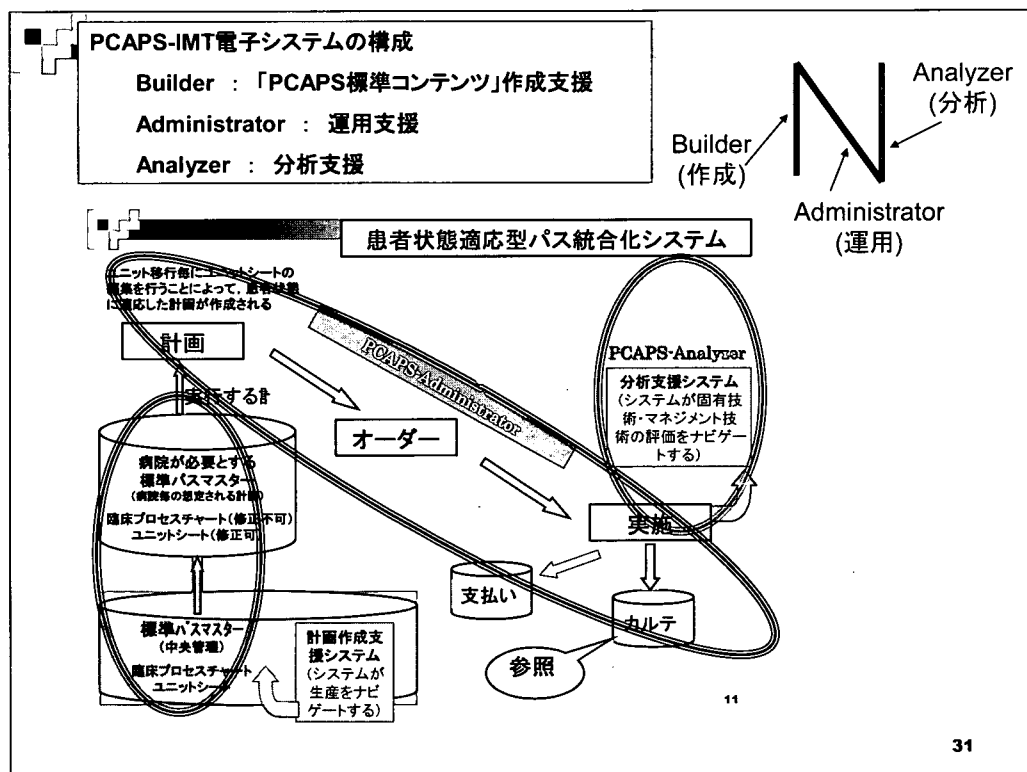 PCAPS-IMT電子システムの構成
Builder ： 「PCAPS標準コンテンツ」作成支援
Administrator ： 運用支援
Analyzer ： 分析支援
Analyzer
(分析)
Builder
(作成)
Administrator
(運用)
患者状態適応型パス統合化システム
ユニット移行毎にユニットシートの
編集を行うことによって，患者状態
に適応した計画が作成される
計画
PCAPS-Administrator
PCAPS-Analyzer
分析支援システム
(システムが固有技
術・マネジメント技
術の評価をナビゲー
トする)
実行する計
オーダー
病院が必要とする
標準パスマスター
(病院毎の想定される計画)
臨床プロセスチャート(修正不可)
ユニットシート(修正可)
実施
支払い
カルテ
参照
標準パスマスター
(中央管理)
臨床プロセスチャート
ユニットシート
計画作成支
援システム
(システムが
生産をナビ
ゲートする)
11
31